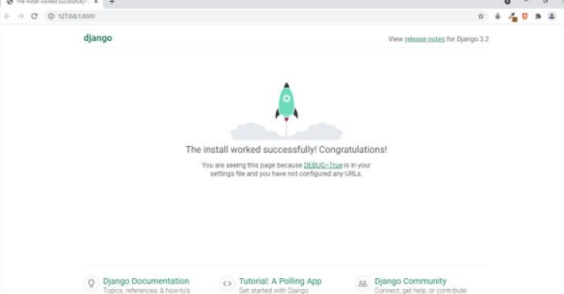 The install worked successfully!
127.0.0.1:8000
django
View release notes for Django 3.2
The install worked successfully! Congratulations!
You are seeing this page because DEBUG=True is in your
settings file and you have not configured any URLs.
Django Documentation
Topics, references, & how-to's
Tutorial: A Polling App
Get started with Django
Django Community
Connect, get help, or contribute